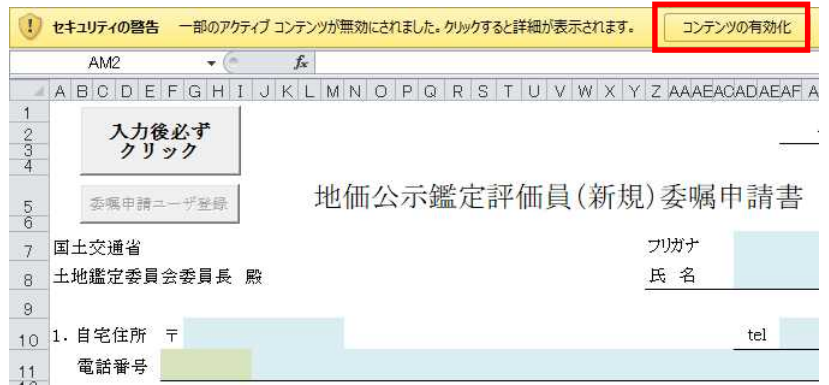 セキュリティの警告 一部のアクティブ コンテンツが無効にされました。クリックすると詳細が表示されます。 コンテンツの有効化
AM2 fx
A B C D E F G H I J K L M N O P Q R S T U V W X Y Z AAAEACADAEAF A
1
2 入力後必ず
3 クリック
4
5 委嘱申請ユーザ登録 地価公示鑑定評価員(新規)委嘱申請書
6
7 国土交通省 フリガナ
8 土地鑑定委員会委員長 殿 氏 名
9
10 1. 自宅住所 〒 tel
11 電話番号